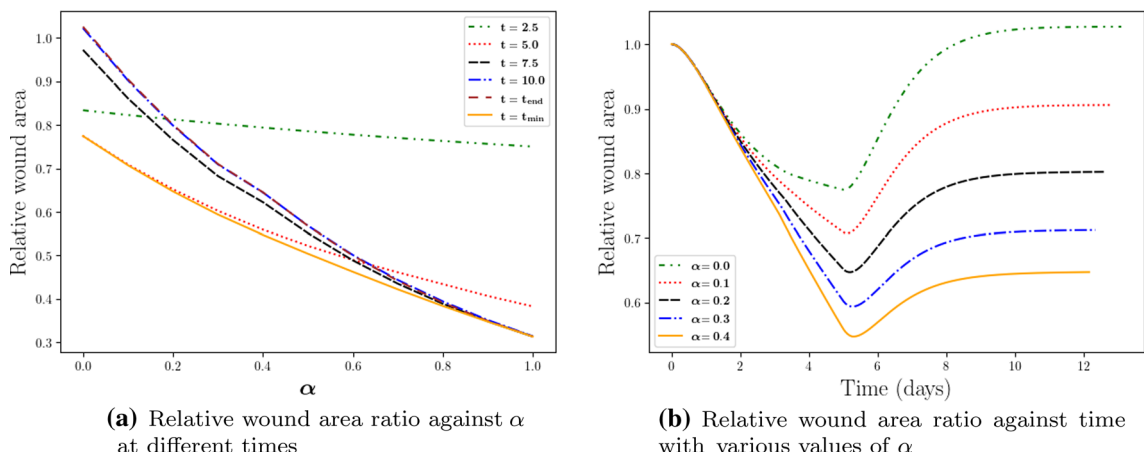 Relative wound area
1.0
0.9
0.8
0.7
0.6
0.5
0.4
0.3
0.0 0.2 0.4 0.6 0.8 1.0
α
t = 2.5
t = 5.0
t = 7.5
t = 10.0
t = t_end
t = t_min
(a) Relative wound area ratio against α
at different times
Relative wound area
1.0
0.9
0.8
0.7
0.6
0 2 4 6 8 10 12
Time (days)
α= 0.0
α= 0.1
α= 0.2
α= 0.3
α= 0.4
(b) Relative wound area ratio against time
with various values of α